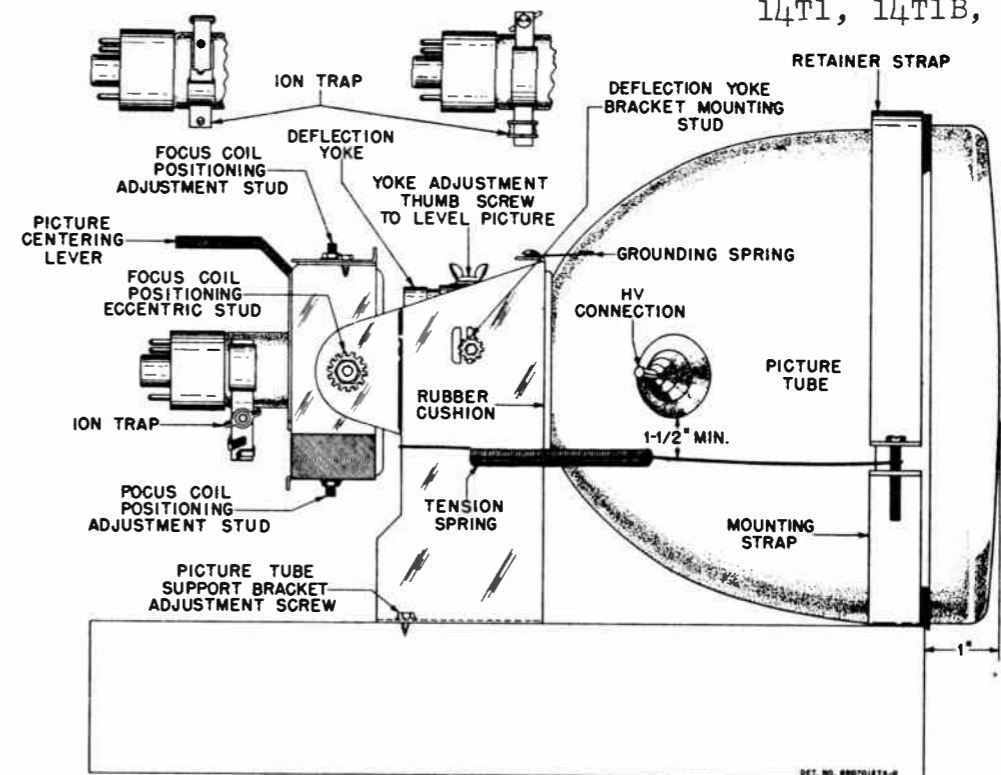 14T1, 14T1B,
RETAINER STRAP
ION TRAP
DEFLECTION YOKE
BRACKET MOUNTING
STUD
DEFLECTION
YOKE
FOCUS COIL
POSITIONING
ADJUSTMENT STUD
YOKE ADJUSTMENT
THUMB SCREW
TO LEVEL PICTURE
PICTURE
CENTERING
LEVER
GROUNDING SPRING
FOCUS COIL
POSITIONING
ECCENTRIC STUD
HV
CONNECTION
PICTURE
TUBE
RUBBER
CUSHION
ION TRAP
1-1/2" MIN.
POCUS COIL
POSITIONING
ADJUSTMENT STUD
TENSION
SPRING
MOUNTING
STRAP
PICTURE TUBE
SUPPORT BRACKET
ADJUSTMENT SCREW
1"
DET. NO.